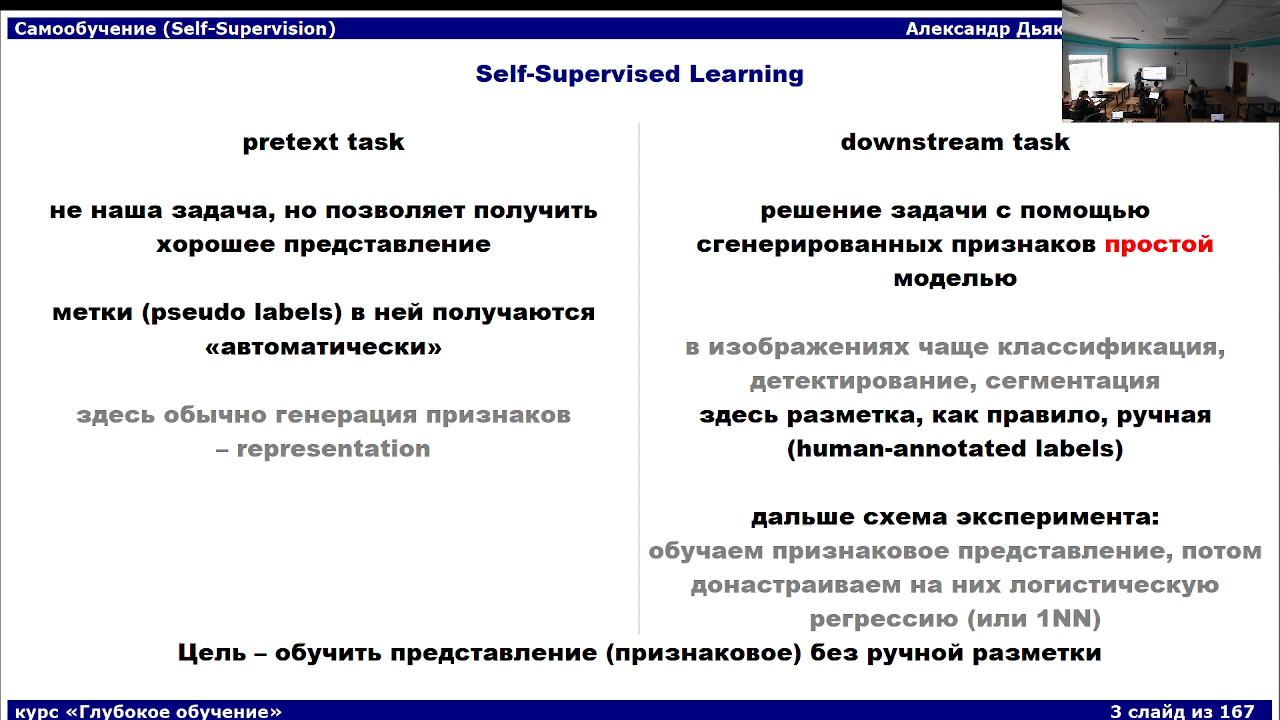 Самообучение (Self-Supervision)
Александр Дьяк
Self-Supervised Learning
pretext task
не наша задача, но позволяет получить
хорошее представление
метки (pseudo labels) в ней получаются
«автоматически»
здесь обычно генерация признаков
– representation
downstream task
решение задачи с помощью
сгенерированных признаков простой
моделью
в изображениях чаще классификация,
детектирование, сегментация
здесь разметка, как правило, ручная
(human-annotated labels)
дальше схема эксперимента:
обучаем признаковое представление, потом
донастраиваем на них логистическую
регрессию (или 1NN)
Цель – обучить представление (признаковое) без ручной разметки
курс «Глубокое обучение»
3 слайд из 167